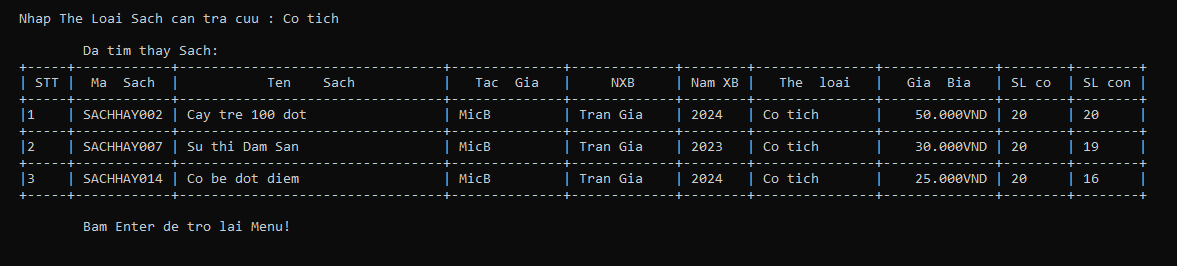 Nhap The Loai Sach can tra cuu : Co tich
Da tim thay Sach:
+-----+------------+---------------------------------+--------------+-------------+--------+---------------+--------------+--------+--------+
| STT |  Ma  Sach  |           Ten    Sach           |   Tac  Gia   |     NXB     | Nam XB |   The  loai   |   Gia  Bia   | SL co  | SL con |
+-----+------------+---------------------------------+--------------+-------------+--------+---------------+--------------+--------+--------+
|1    | SACHHAY002 | Cay tre 100 dot                 | MicB         | Tran Gia    | 2024   | Co tich       |    50.000VND | 20     | 20     |
+-----+------------+---------------------------------+--------------+-------------+--------+---------------+--------------+--------+--------+
|2    | SACHHAY007 | Su thi Dam San                  | MicB         | Tran Gia    | 2023   | Co tich       |    30.000VND | 20     | 19     |
+-----+------------+---------------------------------+--------------+-------------+--------+---------------+--------------+--------+--------+
|3    | SACHHAY014 | Co be dot diem                  | MicB         | Tran Gia    | 2024   | Co tich       |    25.000VND | 20     | 16     |
+-----+------------+---------------------------------+--------------+-------------+--------+---------------+--------------+--------+--------+
Bam Enter de tro lai Menu!